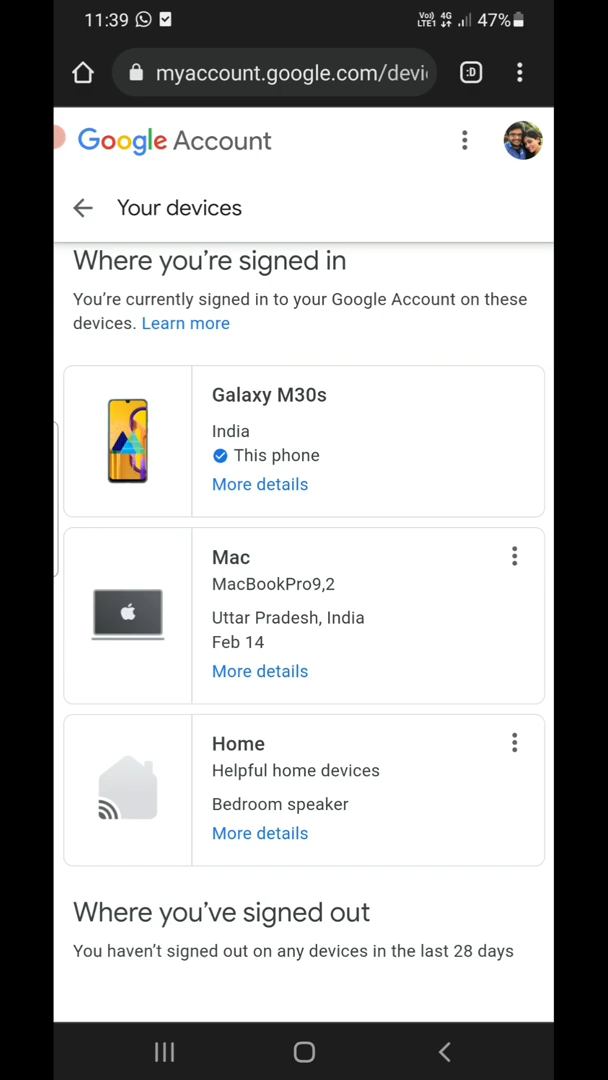 11:39 Vo) 4G LTE1 47%
myaccount.google.com/devi :D
Google Account
Your devices
Where you're signed in
You're currently signed in to your Google Account on these
devices. Learn more
Galaxy M30s
India
This phone
More details
Mac
MacBookPro9,2
Uttar Pradesh, India
Feb 14
More details
Home
Helpful home devices
Bedroom speaker
More details
Where you've signed out
You haven't signed out on any devices in the last 28 days